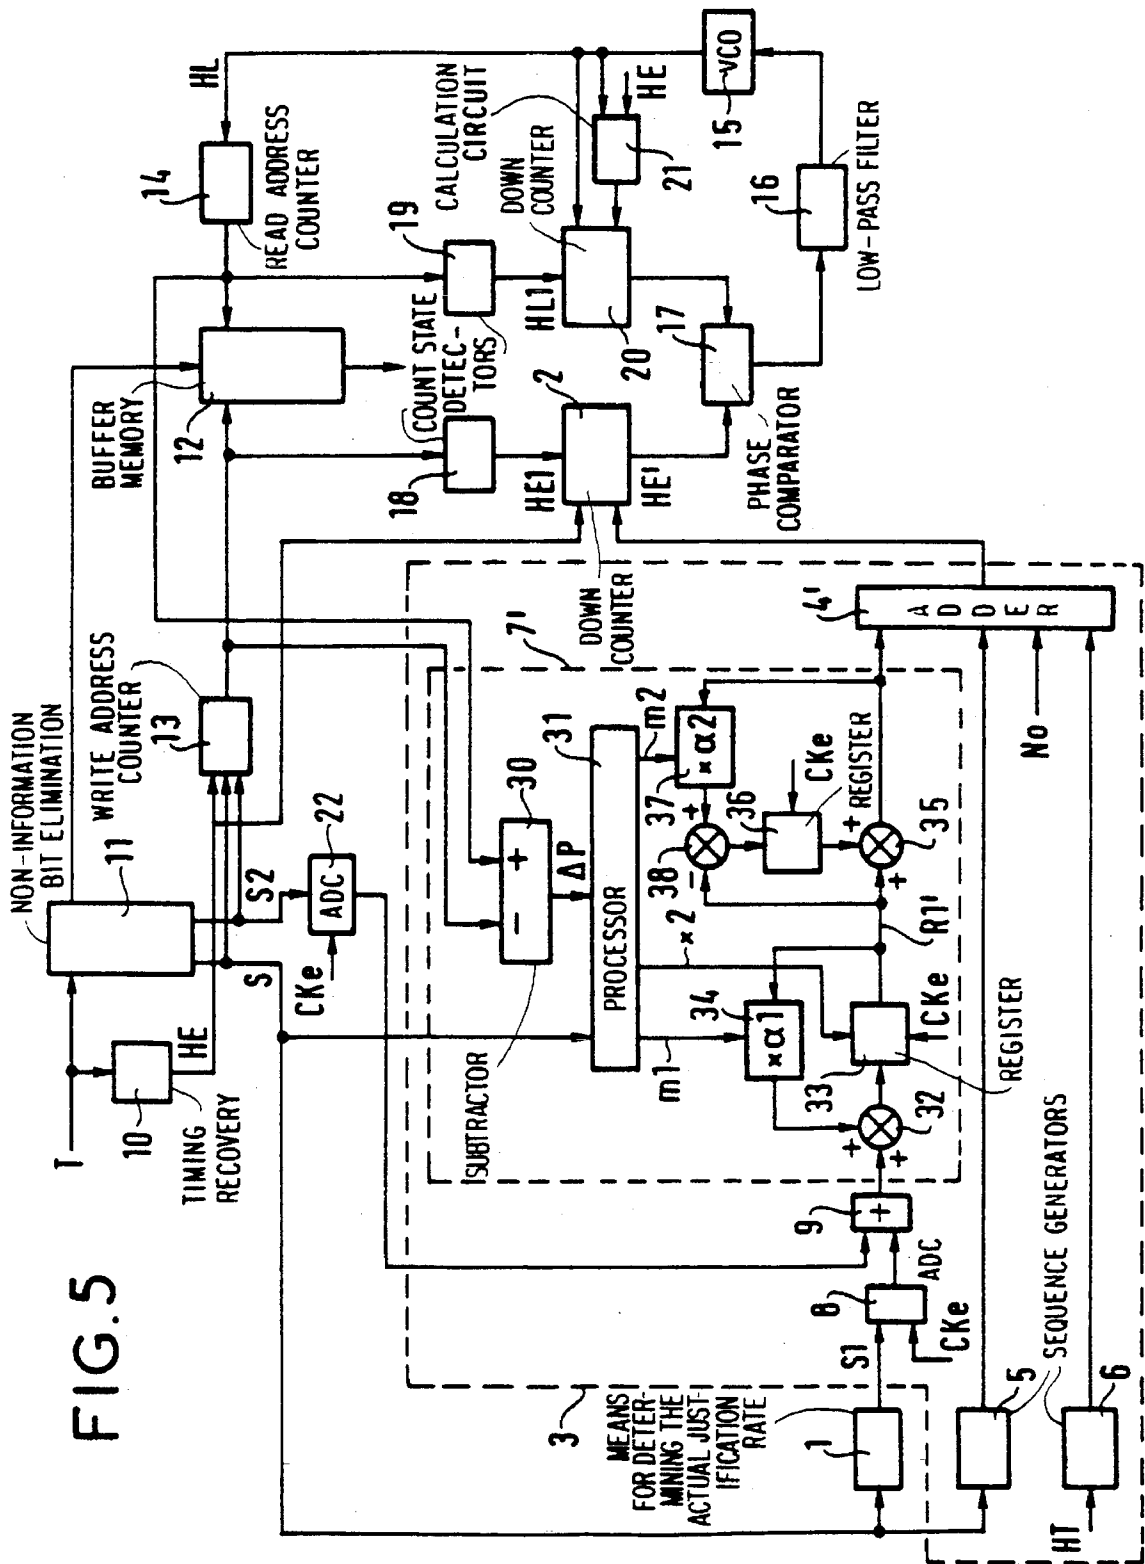 FIG.5
T
10
TIMING
RECOVERY
HE
NON-INFORMATION
BIT ELIMINATION
11
S
S2
CKe
ADC
22
WRITE ADDRESS
COUNTER
13
BUFFER
MEMORY
12
HL
14
READ ADDRESS
COUNTER
COUNT STATE
DETEC-
TORS
18
19
HE1
HL1
2
DOWN
COUNTER
HE'
DOWN
COUNTER
20
CALCULATION
CIRCUIT
HE
21
VCO
15
16
LOW-PASS FILTER
17
PHASE
COMPARATOR
3
7'
SUBTRACTOR
- +
30
ΔP
PROCESSOR
31
m1
×2
m2
×α1
34
×α2
37
+
38
-
36
CKe
REGISTER
+
35
+
R1'
33
CKe
REGISTER
+
32
+
9
+
8
ADC
CKe
S1
MEANS
FOR DETER-
MINING THE
ACTUAL JUST-
IFICATION
RATE
1
5
SEQUENCE GENERATORS
6
HT
4'
ADDER
No